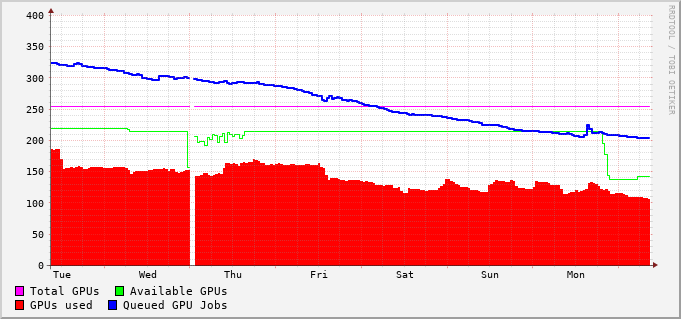 400
350
300
250
200
150
100
50
0
Tue Wed Thu Fri Sat Sun Mon
Total GPUs Available GPUs
GPUs used Queued GPU Jobs
RRDTOOL / TOBI OETIKER